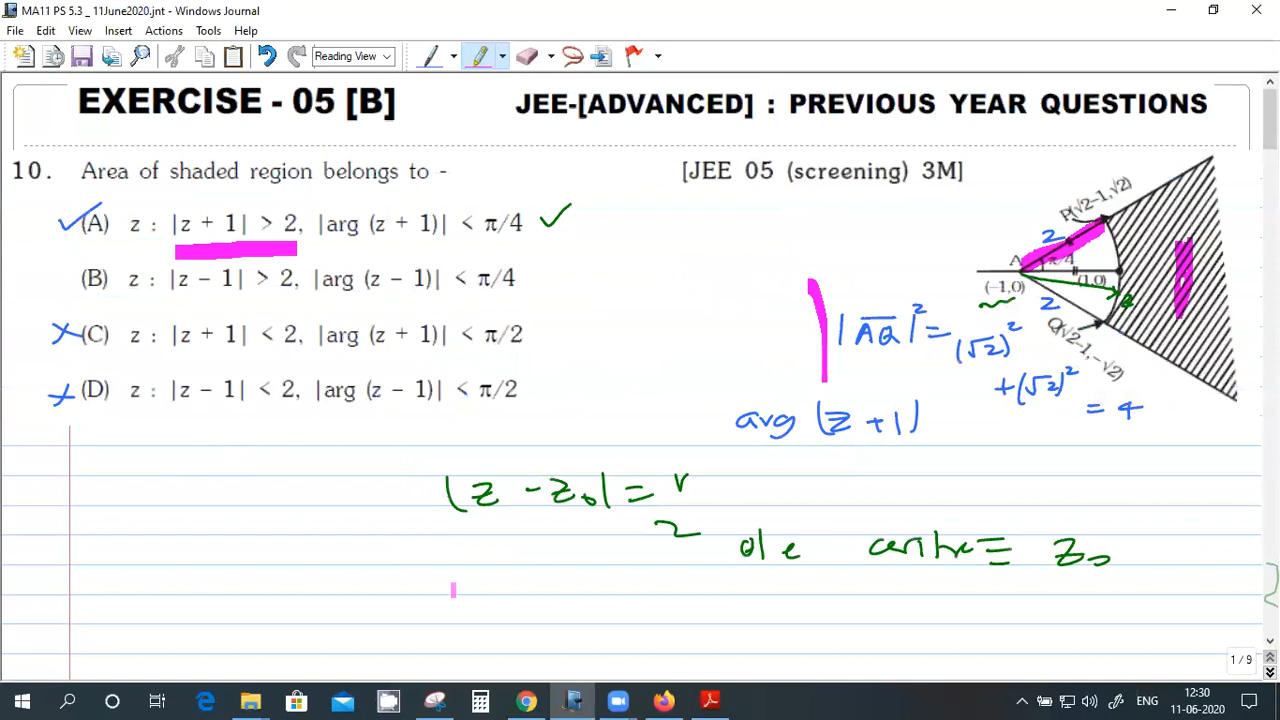 MA11 PS 5.3 _ 11June2020.jnt - Windows Journal
File Edit View Insert Actions Tools Help
Reading View
EXERCISE - 05 [B] JEE-[ADVANCED] : PREVIOUS YEAR QUESTIONS
10. Area of shaded region belongs to - [JEE 05 (screening) 3M]
(A) z : |z + 1| > 2, |arg (z + 1)| < π/4
(B) z : |z - 1| > 2, |arg (z - 1)| < π/4
(C) z : |z + 1| < 2, |arg (z + 1)| < π/2
(D) z : |z - 1| < 2, |arg (z - 1)| < π/2
P(√2-1,√2)
2
A
π/4
(-1,0)
(1,0)
2
Q(√2-1,-√2)
|AQ|² = (√2)²
+(√2)²
= 4
arg (z + 1)
|z - z₀| = r
2
centre ≡ z₀
1 / 9
ENG
12:30
11-06-2020